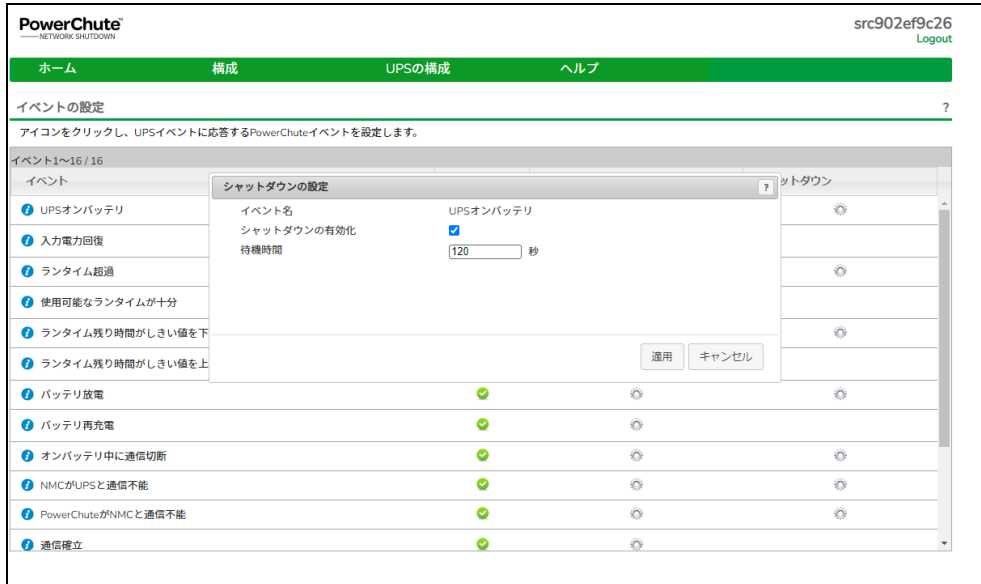 PowerChute™
NETWORK SHUTDOWN
src902ef9c26
Logout
ホーム 構成 UPSの構成 ヘルプ
イベントの設定 ?
アイコンをクリックし、UPSイベントに応答するPowerChuteイベントを設定します。
イベント1～16 / 16
イベント ットダウン
シャットダウンの設定 ?
イベント名 UPSオンバッテリ
シャットダウンの有効化
待機時間 120 秒
適用 キャンセル
UPSオンバッテリ
入力電力回復
ランタイム超過
使用可能なランタイムが十分
ランタイム残り時間がしきい値を下
ランタイム残り時間がしきい値を上
バッテリ放電
バッテリ再充電
オンバッテリ中に通信切断
NMCがUPSと通信不能
PowerChuteがNMCと通信不能
通信確立